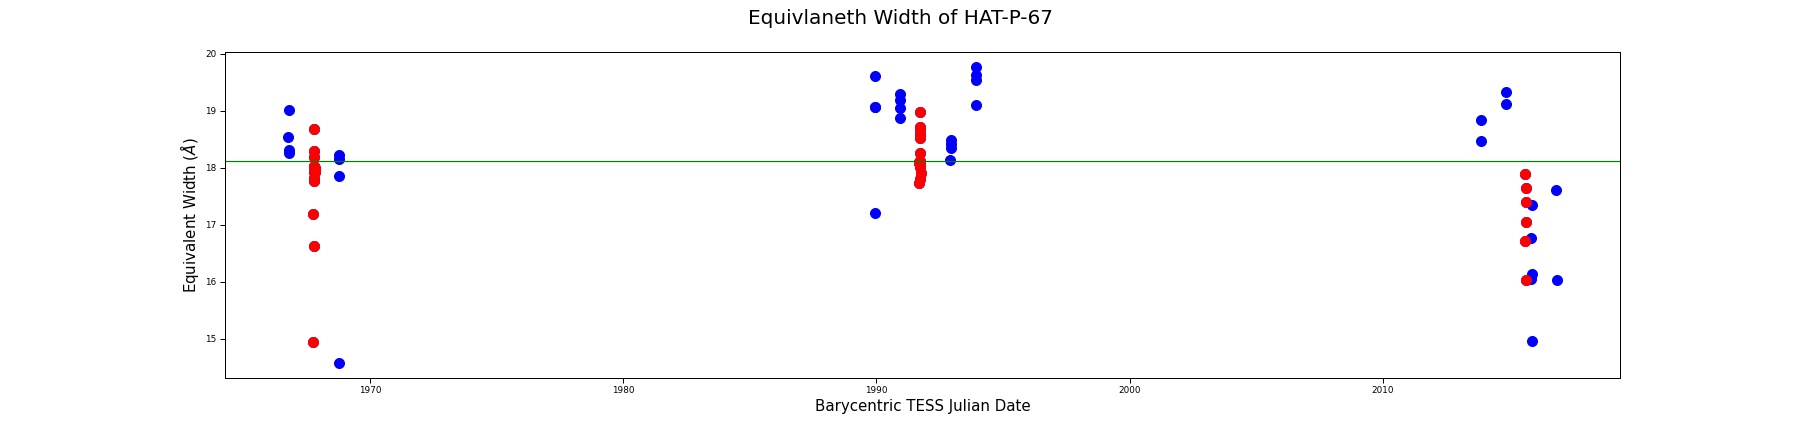 Equivlaneth Width of HAT-P-67
20
19
18
17
16
15
Equivalent Width (Å)
1970 1980 1990 2000 2010
Barycentric TESS Julian Date